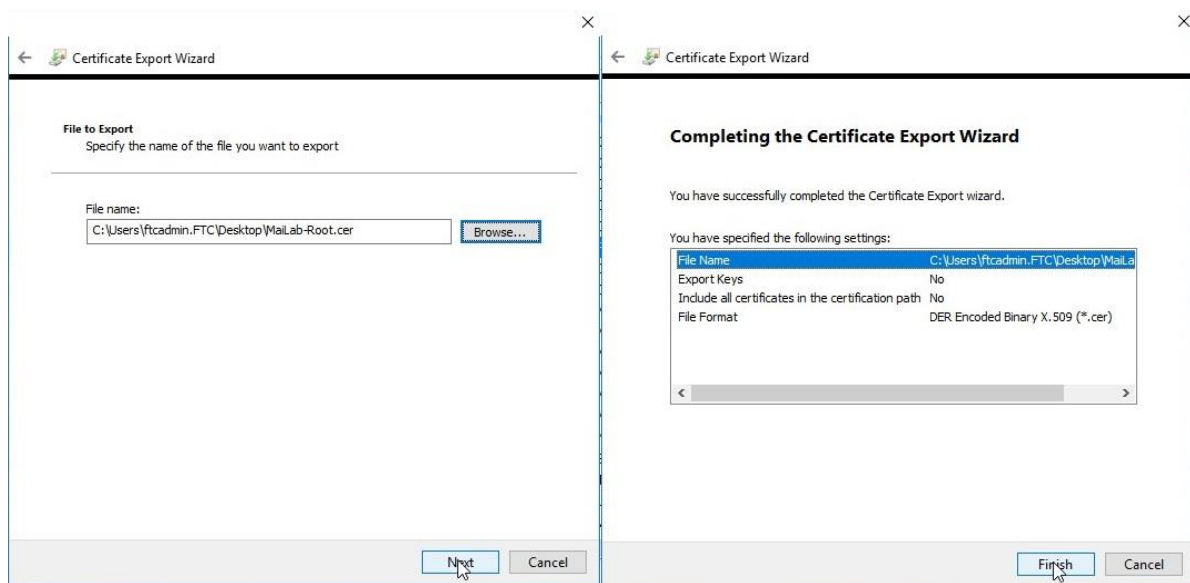 Certificate Export Wizard
File to Export
Specify the name of the file you want to export
File name:
C:\Users\ftcadmin.FTC\Desktop\MaiLab-Root.cer
Browse...
Next
Cancel
Certificate Export Wizard
Completing the Certificate Export Wizard
You have successfully completed the Certificate Export wizard.
You have specified the following settings:
File Name C:\Users\ftcadmin.FTC\Desktop\MaiLa
Export Keys No
Include all certificates in the certification path No
File Format DER Encoded Binary X.509 (*.cer)
Finish
Cancel